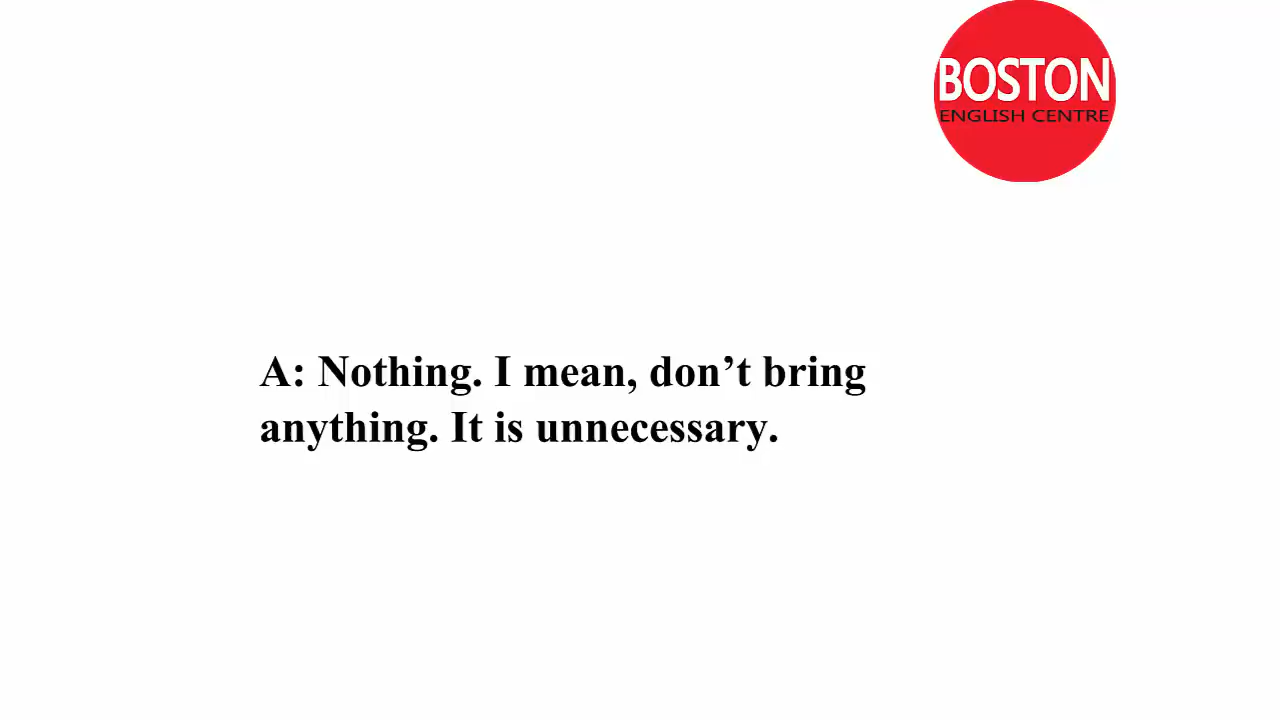 BOSTON
ENGLISH CENTRE
A: Nothing. I mean, don’t bring
anything. It is unnecessary.